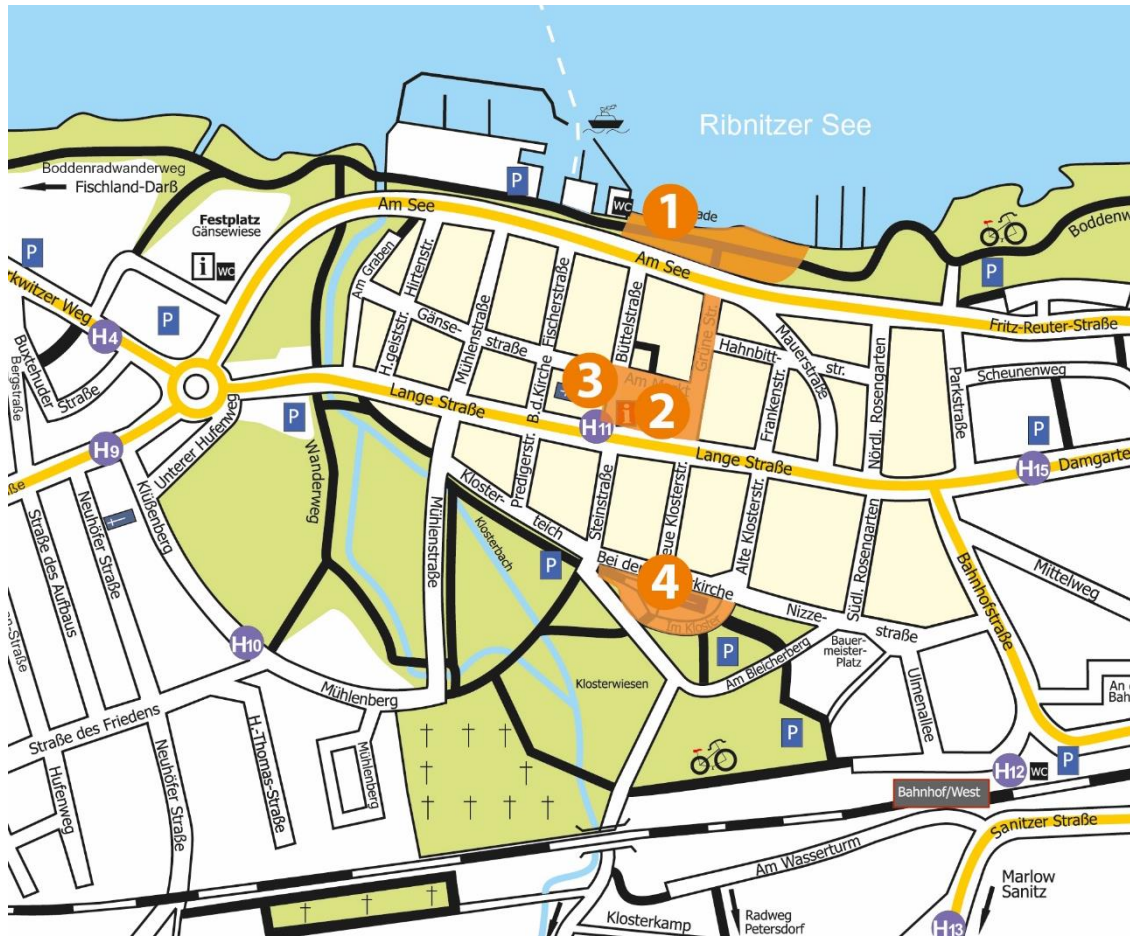 Ribnitzer See
Boddenradwanderweg
Fischland-Darß
P
WC
1
ade
Am See
Festplatz
Gänsewiese
i
WC
P
P
H4
Buxtehuder
Straße
Bergstraße
Am Graben
Hirtenstr.
H.geiststr.
Gänse-
straße
Mühlenstraße
Fischerstraße
B.d.Kirche
Büttelstraße
Am See
Grüne Str.
Hahnbitt-
str.
Mauerstraße
Frankenstr.
Nördl. Rosengarten
Parkstraße
P
Fritz-Reuter-Straße
Scheunenweg
P
3
Am Markt
i
2
H11
Lange Straße
Lange Straße
H15
P
H9
Unterer Hufenweg
Klüßenberg
Wanderweg
Kloster-
teich
Predigerstr.
Steinstraße
Alte Klosterstr.
Südl. Rosengarten
Bahnhofstraße
Mittelweg
Straße des Aufbaus
Neuhöfer Straße
Mühlenstraße
Klosterbach
P
4
Im Kloster
Nizze-
straße
Bauer-
meister-
Platz
Ulmenallee
H10
Mühlenberg
Klosterwiesen
P
Am Bleicherberg
Straße des Friedens
H.-Thomas-Straße
Mühlenberg
Hufenweg
Neuhöfer Straße
P
H12
WC
P
Bahnhof/West
Sanitzer Straße
Am Wasserturm
Marlow
Sanitz
Klosterkamp
Radweg
Petersdorf
H13